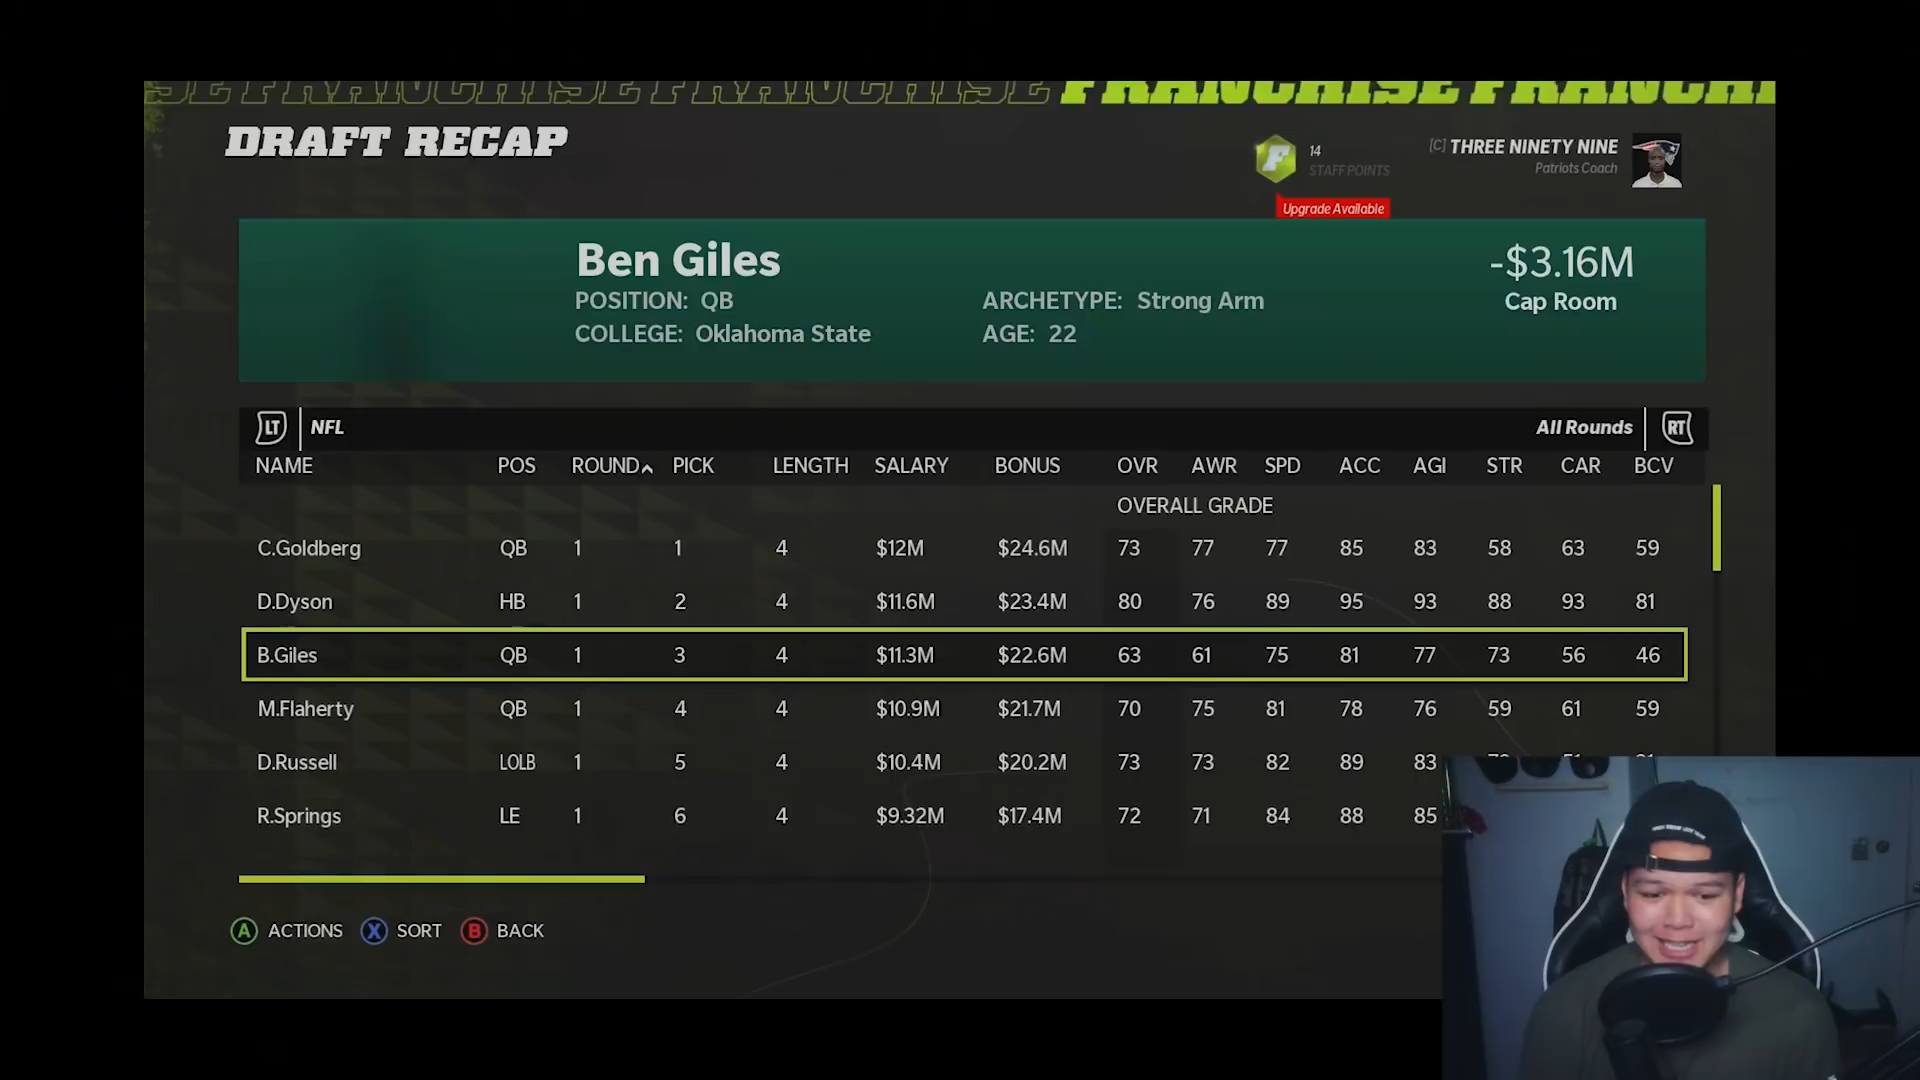 SE FRANCHISE FRANCHISE FRANCHISE FRANCHI
DRAFT RECAP
14
STAFF POINTS
Upgrade Available
[C] THREE NINETY NINE
Patriots Coach
Ben Giles
POSITION: QB
COLLEGE: Oklahoma State
ARCHETYPE: Strong Arm
AGE: 22
-$3.16M
Cap Room
LT NFL All Rounds RT
NAME POS ROUND PICK LENGTH SALARY BONUS OVR AWR SPD ACC AGI STR CAR BCV
OVERALL GRADE
C.Goldberg QB 1 1 4 $12M $24.6M 73 77 77 85 83 58 63 59
D.Dyson HB 1 2 4 $11.6M $23.4M 80 76 89 95 93 88 93 81
B.Giles QB 1 3 4 $11.3M $22.6M 63 61 75 81 77 73 56 46
M.Flaherty QB 1 4 4 $10.9M $21.7M 70 75 81 78 76 59 61 59
D.Russell LOLB 1 5 4 $10.4M $20.2M 73 73 82 89 83
R.Springs LE 1 6 4 $9.32M $17.4M 72 71 84 88 85
A ACTIONS X SORT B BACK